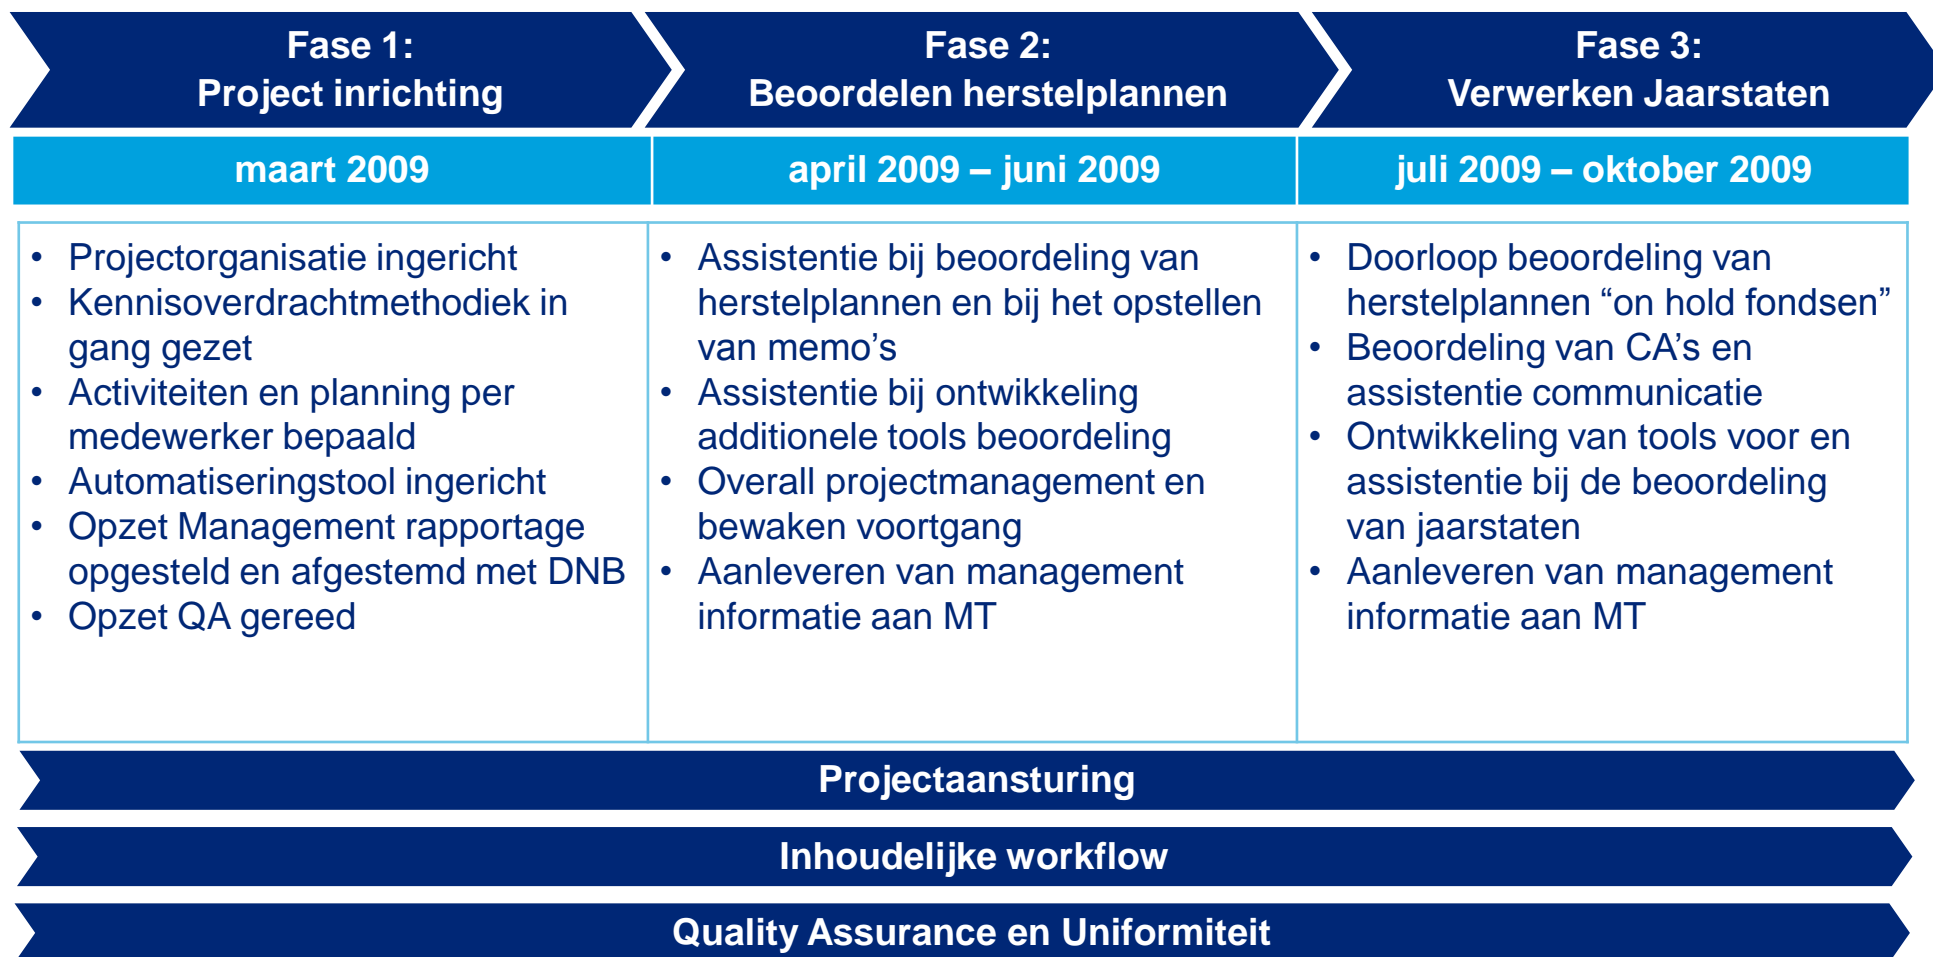 Fase 1:
Project inrichting
Fase 2:
Beoordelen herstelplannen
Fase 3:
Verwerken Jaarstaten
maart 2009
april 2009 – juni 2009
juli 2009 – oktober 2009
• Projectorganisatie ingericht
• Kennisoverdrachtmethodiek in
gang gezet
• Activiteiten en planning per
medewerker bepaald
• Automatiseringstool ingericht
• Opzet Management rapportage
opgesteld en afgestemd met DNB
• Opzet QA gereed
• Assistentie bij beoordeling van
herstelplannen en bij het opstellen
van memo’s
• Assistentie bij ontwikkeling
additionele tools beoordeling
• Overall projectmanagement en
bewaken voortgang
• Aanleveren van management
informatie aan MT
• Doorloop beoordeling van
herstelplannen “on hold fondsen”
• Beoordeling van CA’s en
assistentie communicatie
• Ontwikkeling van tools voor en
assistentie bij de beoordeling
van jaarstaten
• Aanleveren van management
informatie aan MT
Projectaansturing
Inhoudelijke workflow
Quality Assurance en Uniformiteit